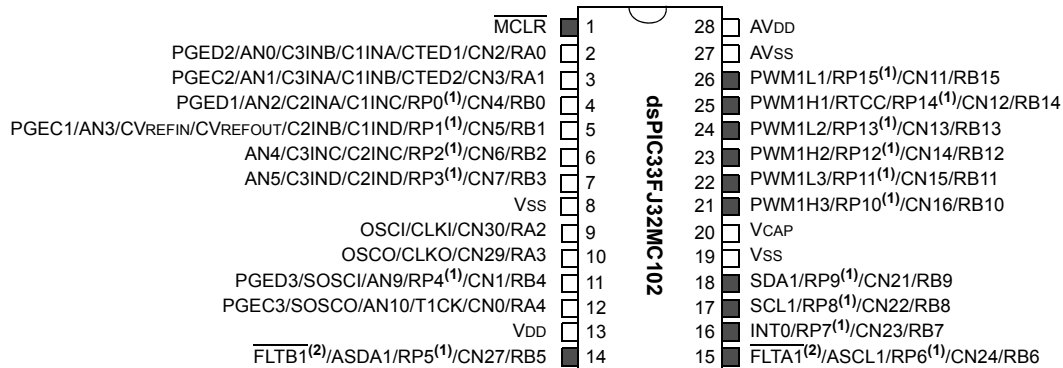 MCLR 1 28 AVDD
PGED2/AN0/C3INB/C1INA/CTED1/CN2/RA0 2 27 AVSS
PGEC2/AN1/C3INA/C1INB/CTED2/CN3/RA1 3 26 PWM1L1/RP15(1)/CN11/RB15
PGED1/AN2/C2INA/C1INC/RP0(1)/CN4/RB0 4 25 PWM1H1/RTCC/RP14(1)/CN12/RB14
PGEC1/AN3/CVREFIN/CVREFOUT/C2INB/C1IND/RP1(1)/CN5/RB1 5 24 PWM1L2/RP13(1)/CN13/RB13
AN4/C3INC/C2INC/RP2(1)/CN6/RB2 6 23 PWM1H2/RP12(1)/CN14/RB12
AN5/C3IND/C2IND/RP3(1)/CN7/RB3 7 22 PWM1L3/RP11(1)/CN15/RB11
VSS 8 21 PWM1H3/RP10(1)/CN16/RB10
OSCI/CLKI/CN30/RA2 9 20 VCAP
OSCO/CLKO/CN29/RA3 10 19 VSS
PGED3/SOSCI/AN9/RP4(1)/CN1/RB4 11 18 SDA1/RP9(1)/CN21/RB9
PGEC3/SOSCO/AN10/T1CK/CN0/RA4 12 17 SCL1/RP8(1)/CN22/RB8
VDD 13 16 INT0/RP7(1)/CN23/RB7
FLTB1(2)/ASDA1/RP5(1)/CN27/RB5 14 15 FLTA1(2)/ASCL1/RP6(1)/CN24/RB6
dsPIC33FJ32MC102